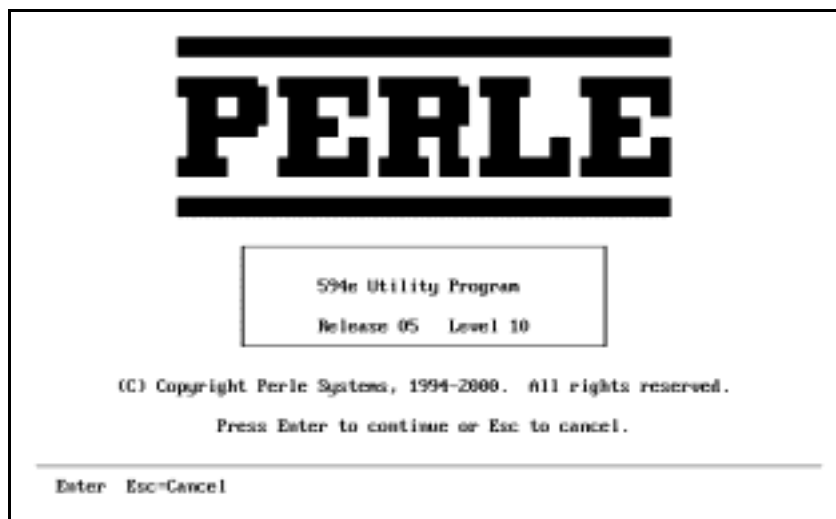 PERLE
594e Utility Program
Release 05 Level 10
(C) Copyright Perle Systems, 1994-2000. All rights reserved.
Press Enter to continue or Esc to cancel.
Enter Esc=Cancel